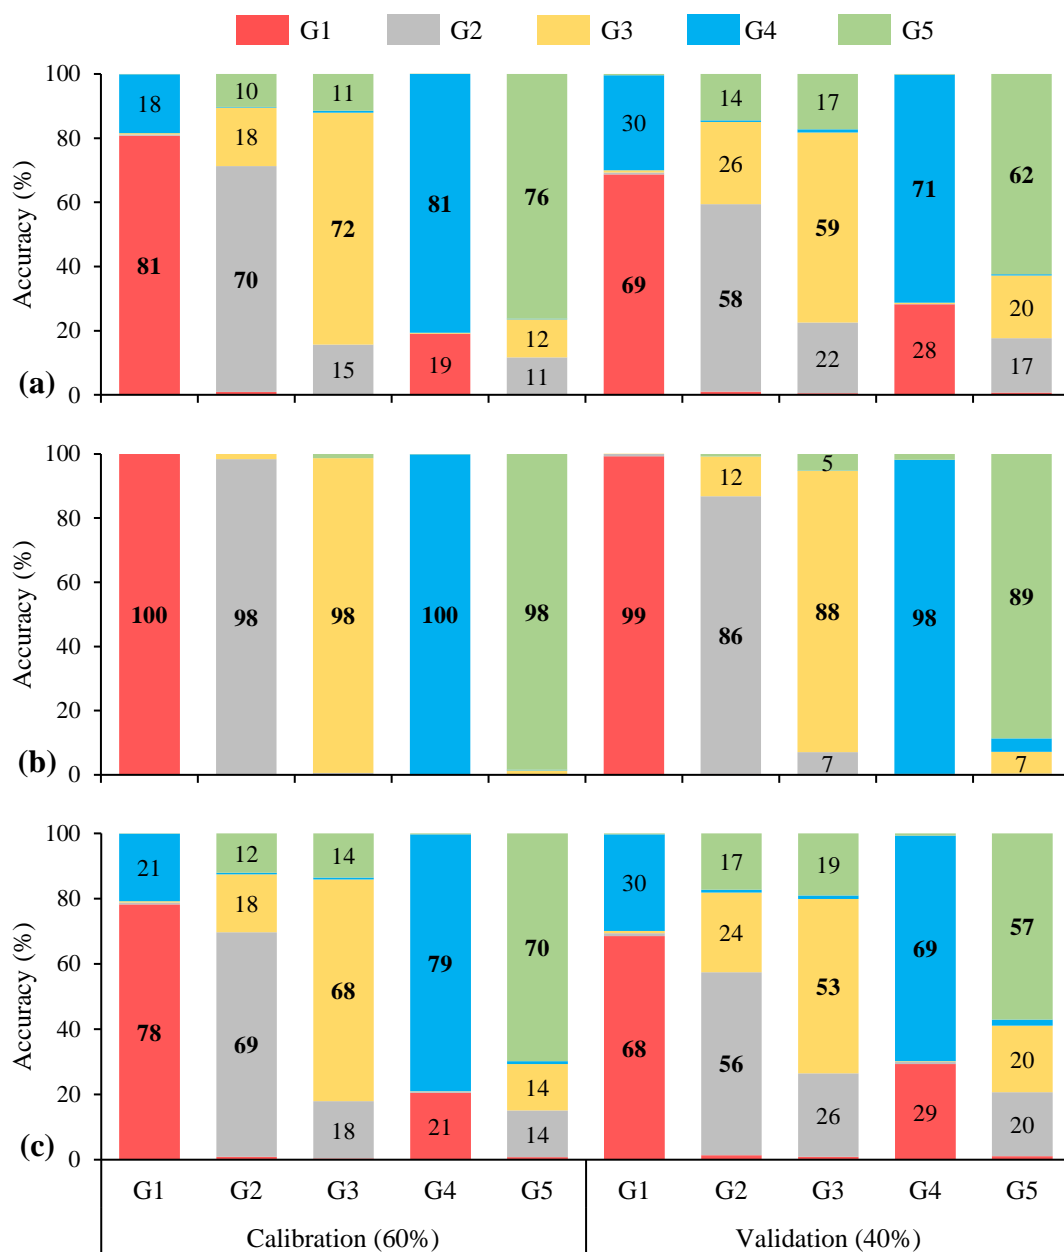 G1 G2 G3 G4 G5
100
80
60
40
20
0
Accuracy (%)
(a)
18 10 11 30 14 17
18 26
81 70 72 81 76 69 58 59 71 62
15 19 12 11 22 28 20 17
100
80
60
40
20
0
Accuracy (%)
(b)
12 5
100 98 98 100 98 99 86 88 98 89
7 7
100
80
60
40
20
0
Accuracy (%)
(c)
21 12 14 30 17 19
18 24
78 69 68 79 70 68 56 53 69 57
18 21 14 14 26 29 20 20
G1 G2 G3 G4 G5 G1 G2 G3 G4 G5
Calibration (60%) Validation (40%)